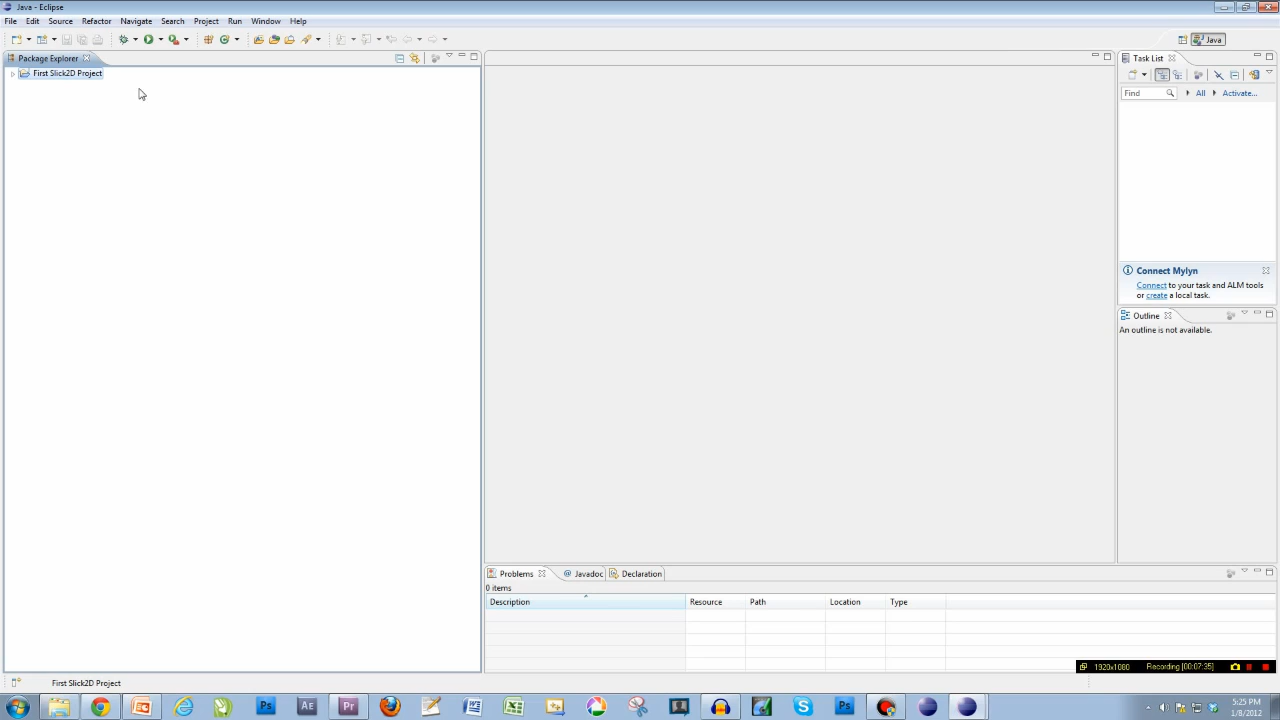 Java - Eclipse
File Edit Source Refactor Navigate Search Project Run Window Help
Java
Package Explorer
First Slick2D Project
Task List
Find All Activate...
Connect Mylyn
Connect to your task and ALM tools
or create a local task.
Outline
An outline is not available.
Problems Javadoc Declaration
0 items
Description Resource Path Location Type
1920x1080 Recording [00:07:35]
First Slick2D Project
5:25 PM
1/8/2012